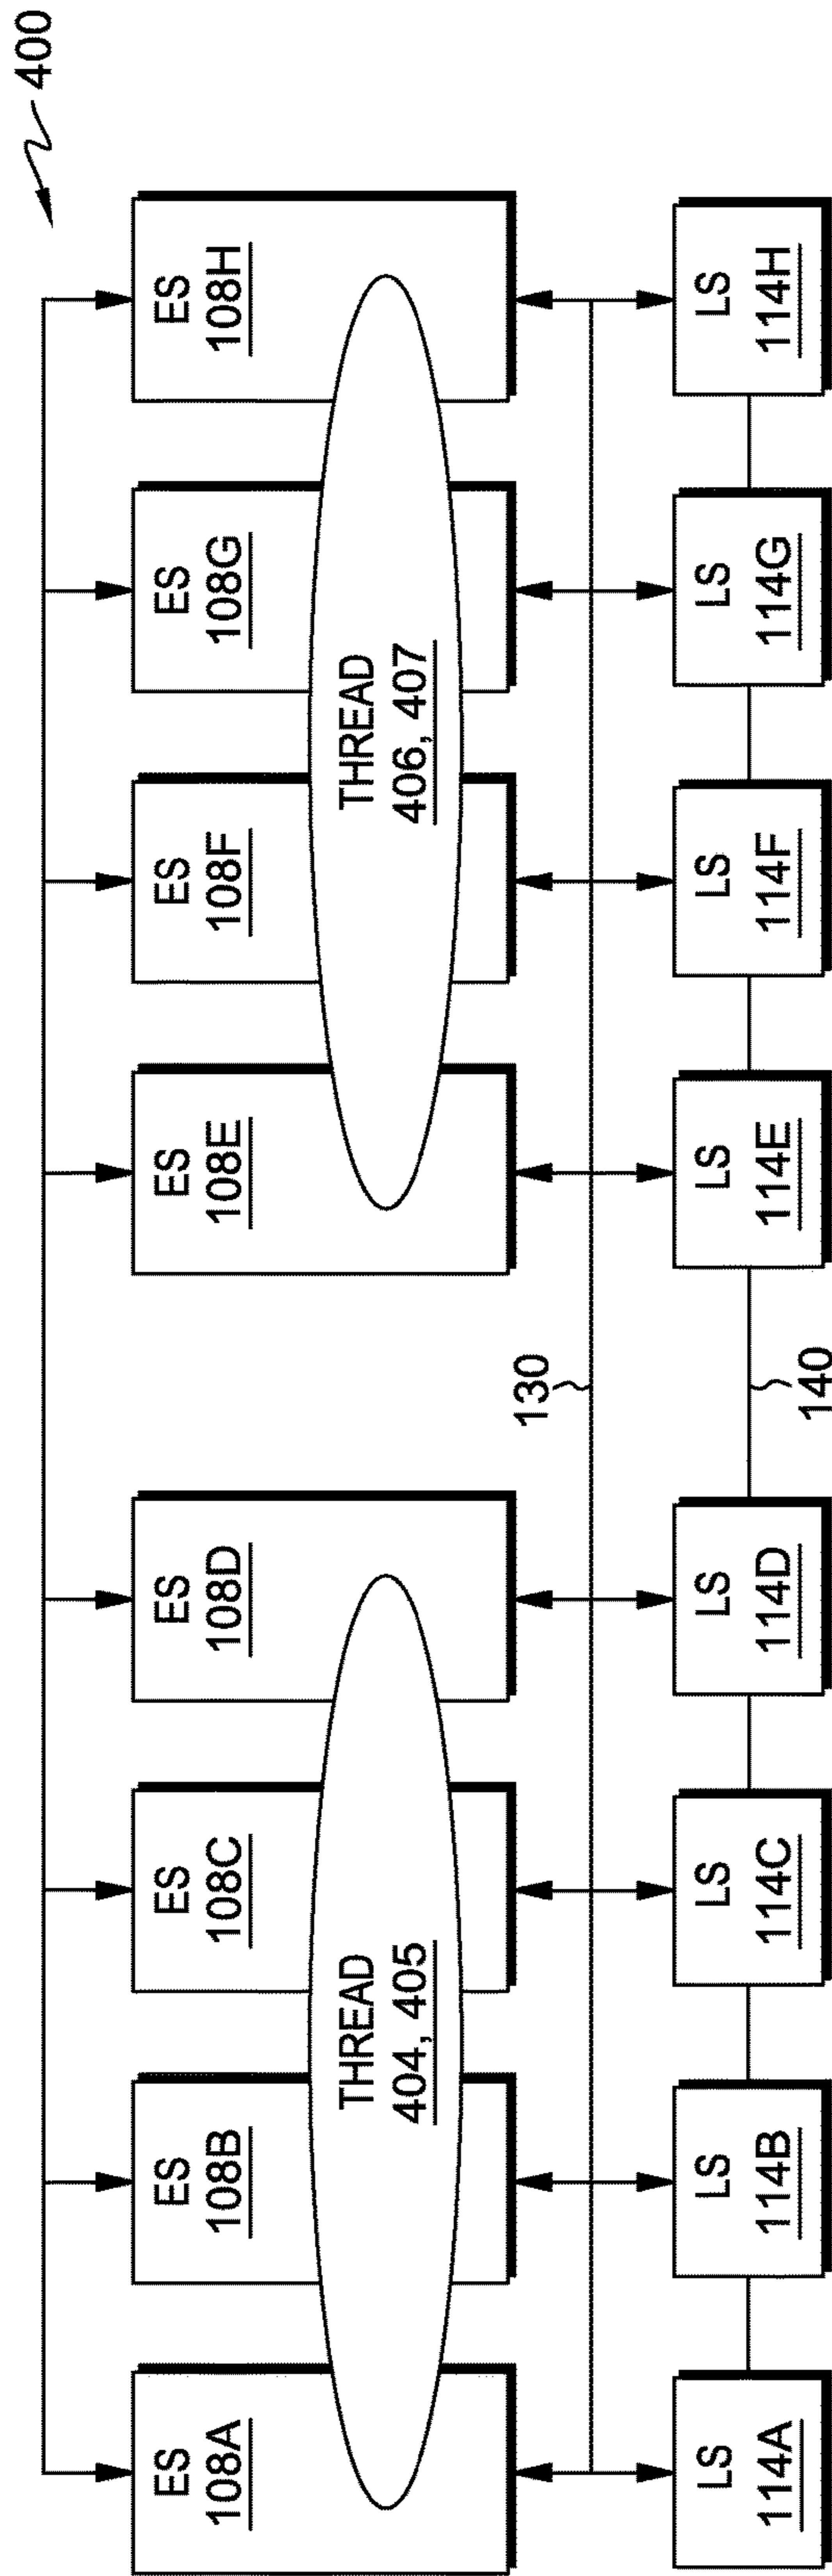 400
ES
108A
ES
108B
ES
108C
ES
108D
ES
108E
ES
108F
ES
108G
ES
108H
THREAD
404, 405
THREAD
406, 407
130
LS
114A
LS
114B
LS
114C
LS
114D
LS
114E
LS
114F
LS
114G
LS
114H
140